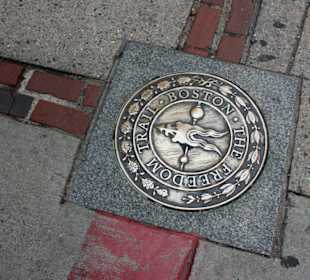 BOSTON · THE FREEDOM TRAIL ·